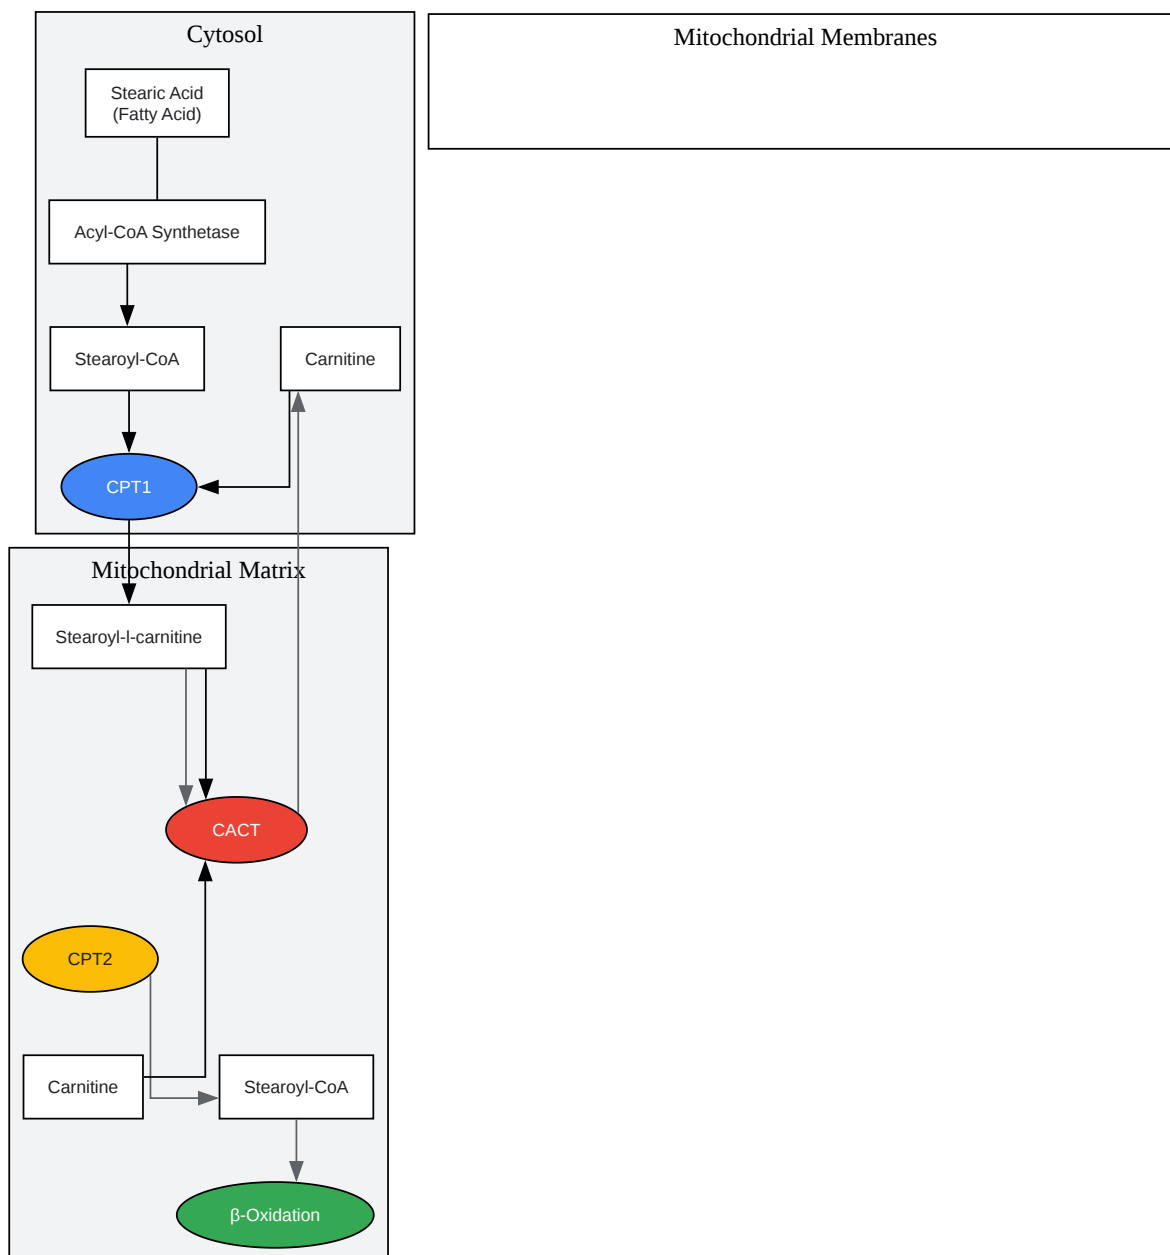 Cytosol
Mitochondrial Membranes
Stearic Acid
(Fatty Acid)
Acyl-CoA Synthetase
Stearoyl-CoA
Carnitine
CPT1
Mitochondrial Matrix
Stearoyl-l-carnitine
CACT
CPT2
Carnitine
Stearoyl-CoA
β-Oxidation